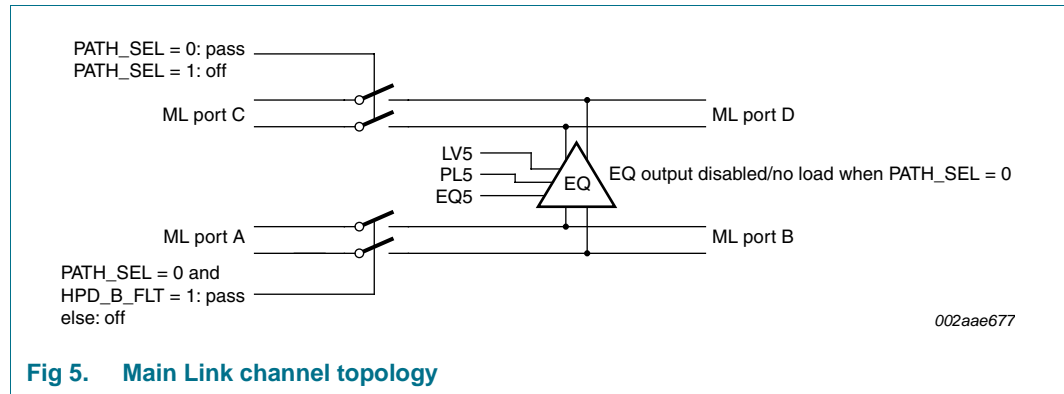 PATH_SEL = 0: pass
PATH_SEL = 1: off
ML port C
ML port D
LV5
PL5
EQ5
EQ
EQ output disabled/no load when PATH_SEL = 0
ML port A
ML port B
PATH_SEL = 0 and
HPD_B_FLT = 1: pass
else: off
002aae677
Fig 5. Main Link channel topology